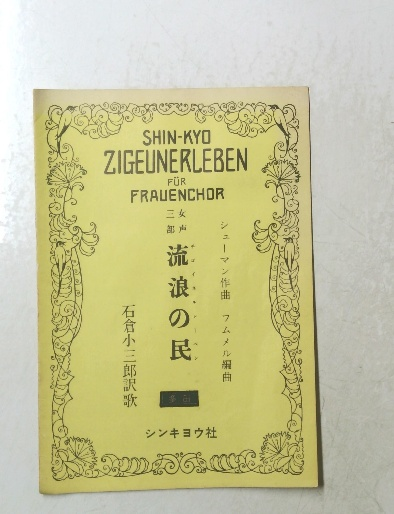 SHIN-KYO
ZIGEUNERLEBEN
FÜR
FRAUENCHOR
シューマン作曲 フムメル編曲
女声
三部
流浪の民
石倉小三郎訳歌
シンキヨウ社